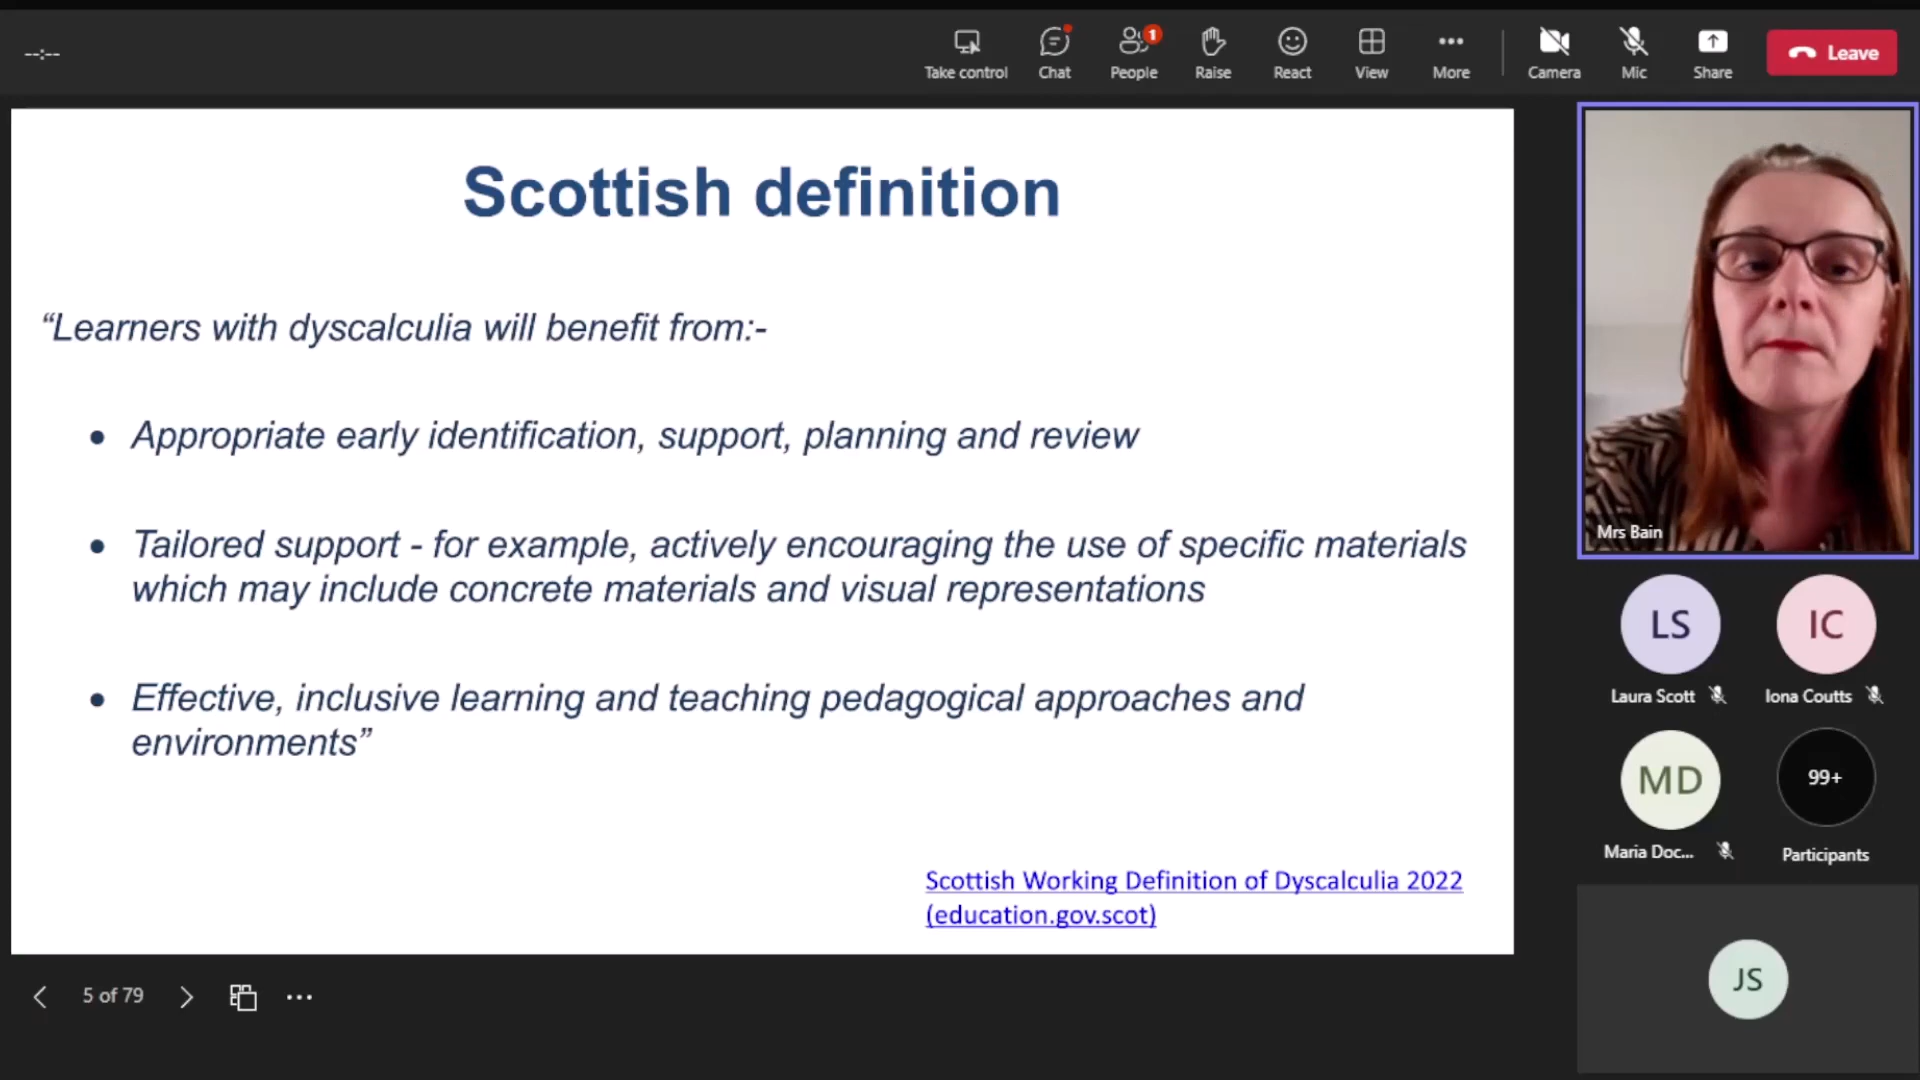 --:--
Take control
Chat
1
People
Raise
React
View
More
Camera
Mic
Share
Leave
Scottish definition
“Learners with dyscalculia will benefit from:-
• Appropriate early identification, support, planning and review
• Tailored support - for example, actively encouraging the use of specific materials
which may include concrete materials and visual representations
• Effective, inclusive learning and teaching pedagogical approaches and
environments”
Scottish Working Definition of Dyscalculia 2022
(education.gov.scot)
5 of 79
Mrs Bain
LS
IC
Laura Scott
Iona Coutts
MD
99+
Maria Doc...
Participants
JS